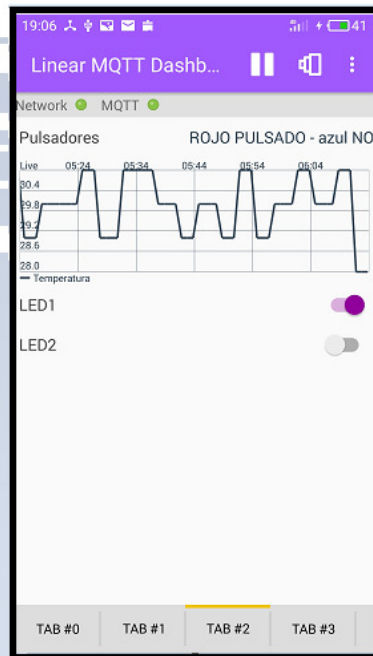 19:06 41
Linear MQTT Dashb...
Network MQTT
Pulsadores ROJO PULSADO - azul NO
Live 05:24 05:34 05:44 05:54 06:04
30.4
29.8
29.2
28.6
28.0
Temperatura
LED1
LED2
TAB #0 TAB #1 TAB #2 TAB #3